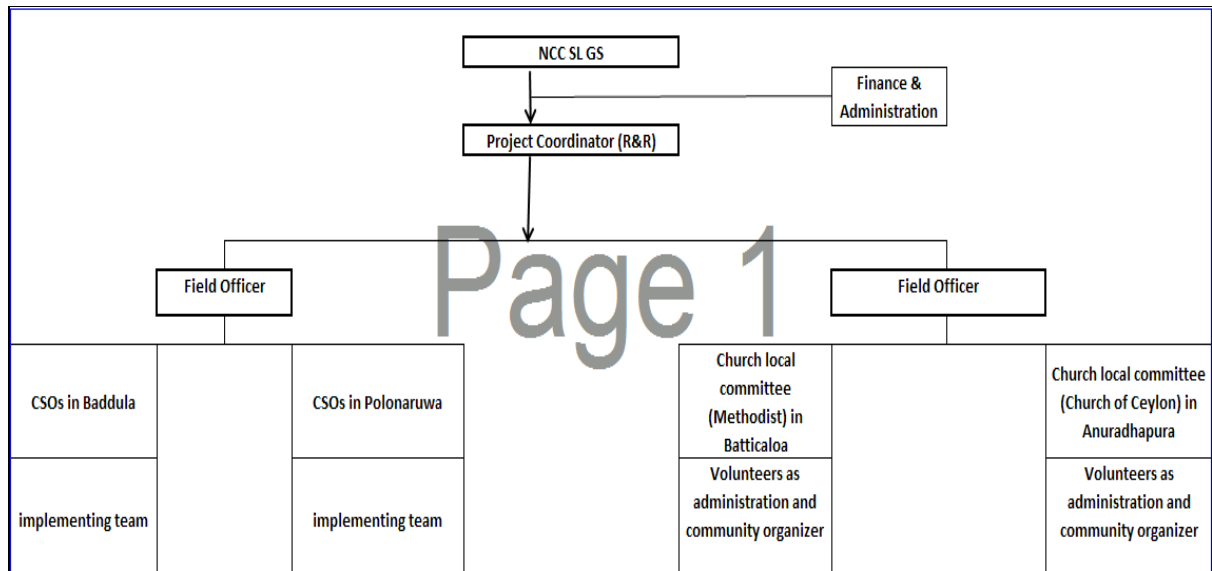 NCC SL GS
Finance &
Administration
Project Coordinator (R&R)
Page 1
Field Officer
Field Officer
CSOs in Baddula
CSOs in Polonaruwa
Church local
committee
(Methodist) in
Batticaloa
Church local committee
(Church of Ceylon) in
Anuradhapura
implementing team
implementing team
Volunteers as
administration and
community organizer
Volunteers as
administration and
community organizer